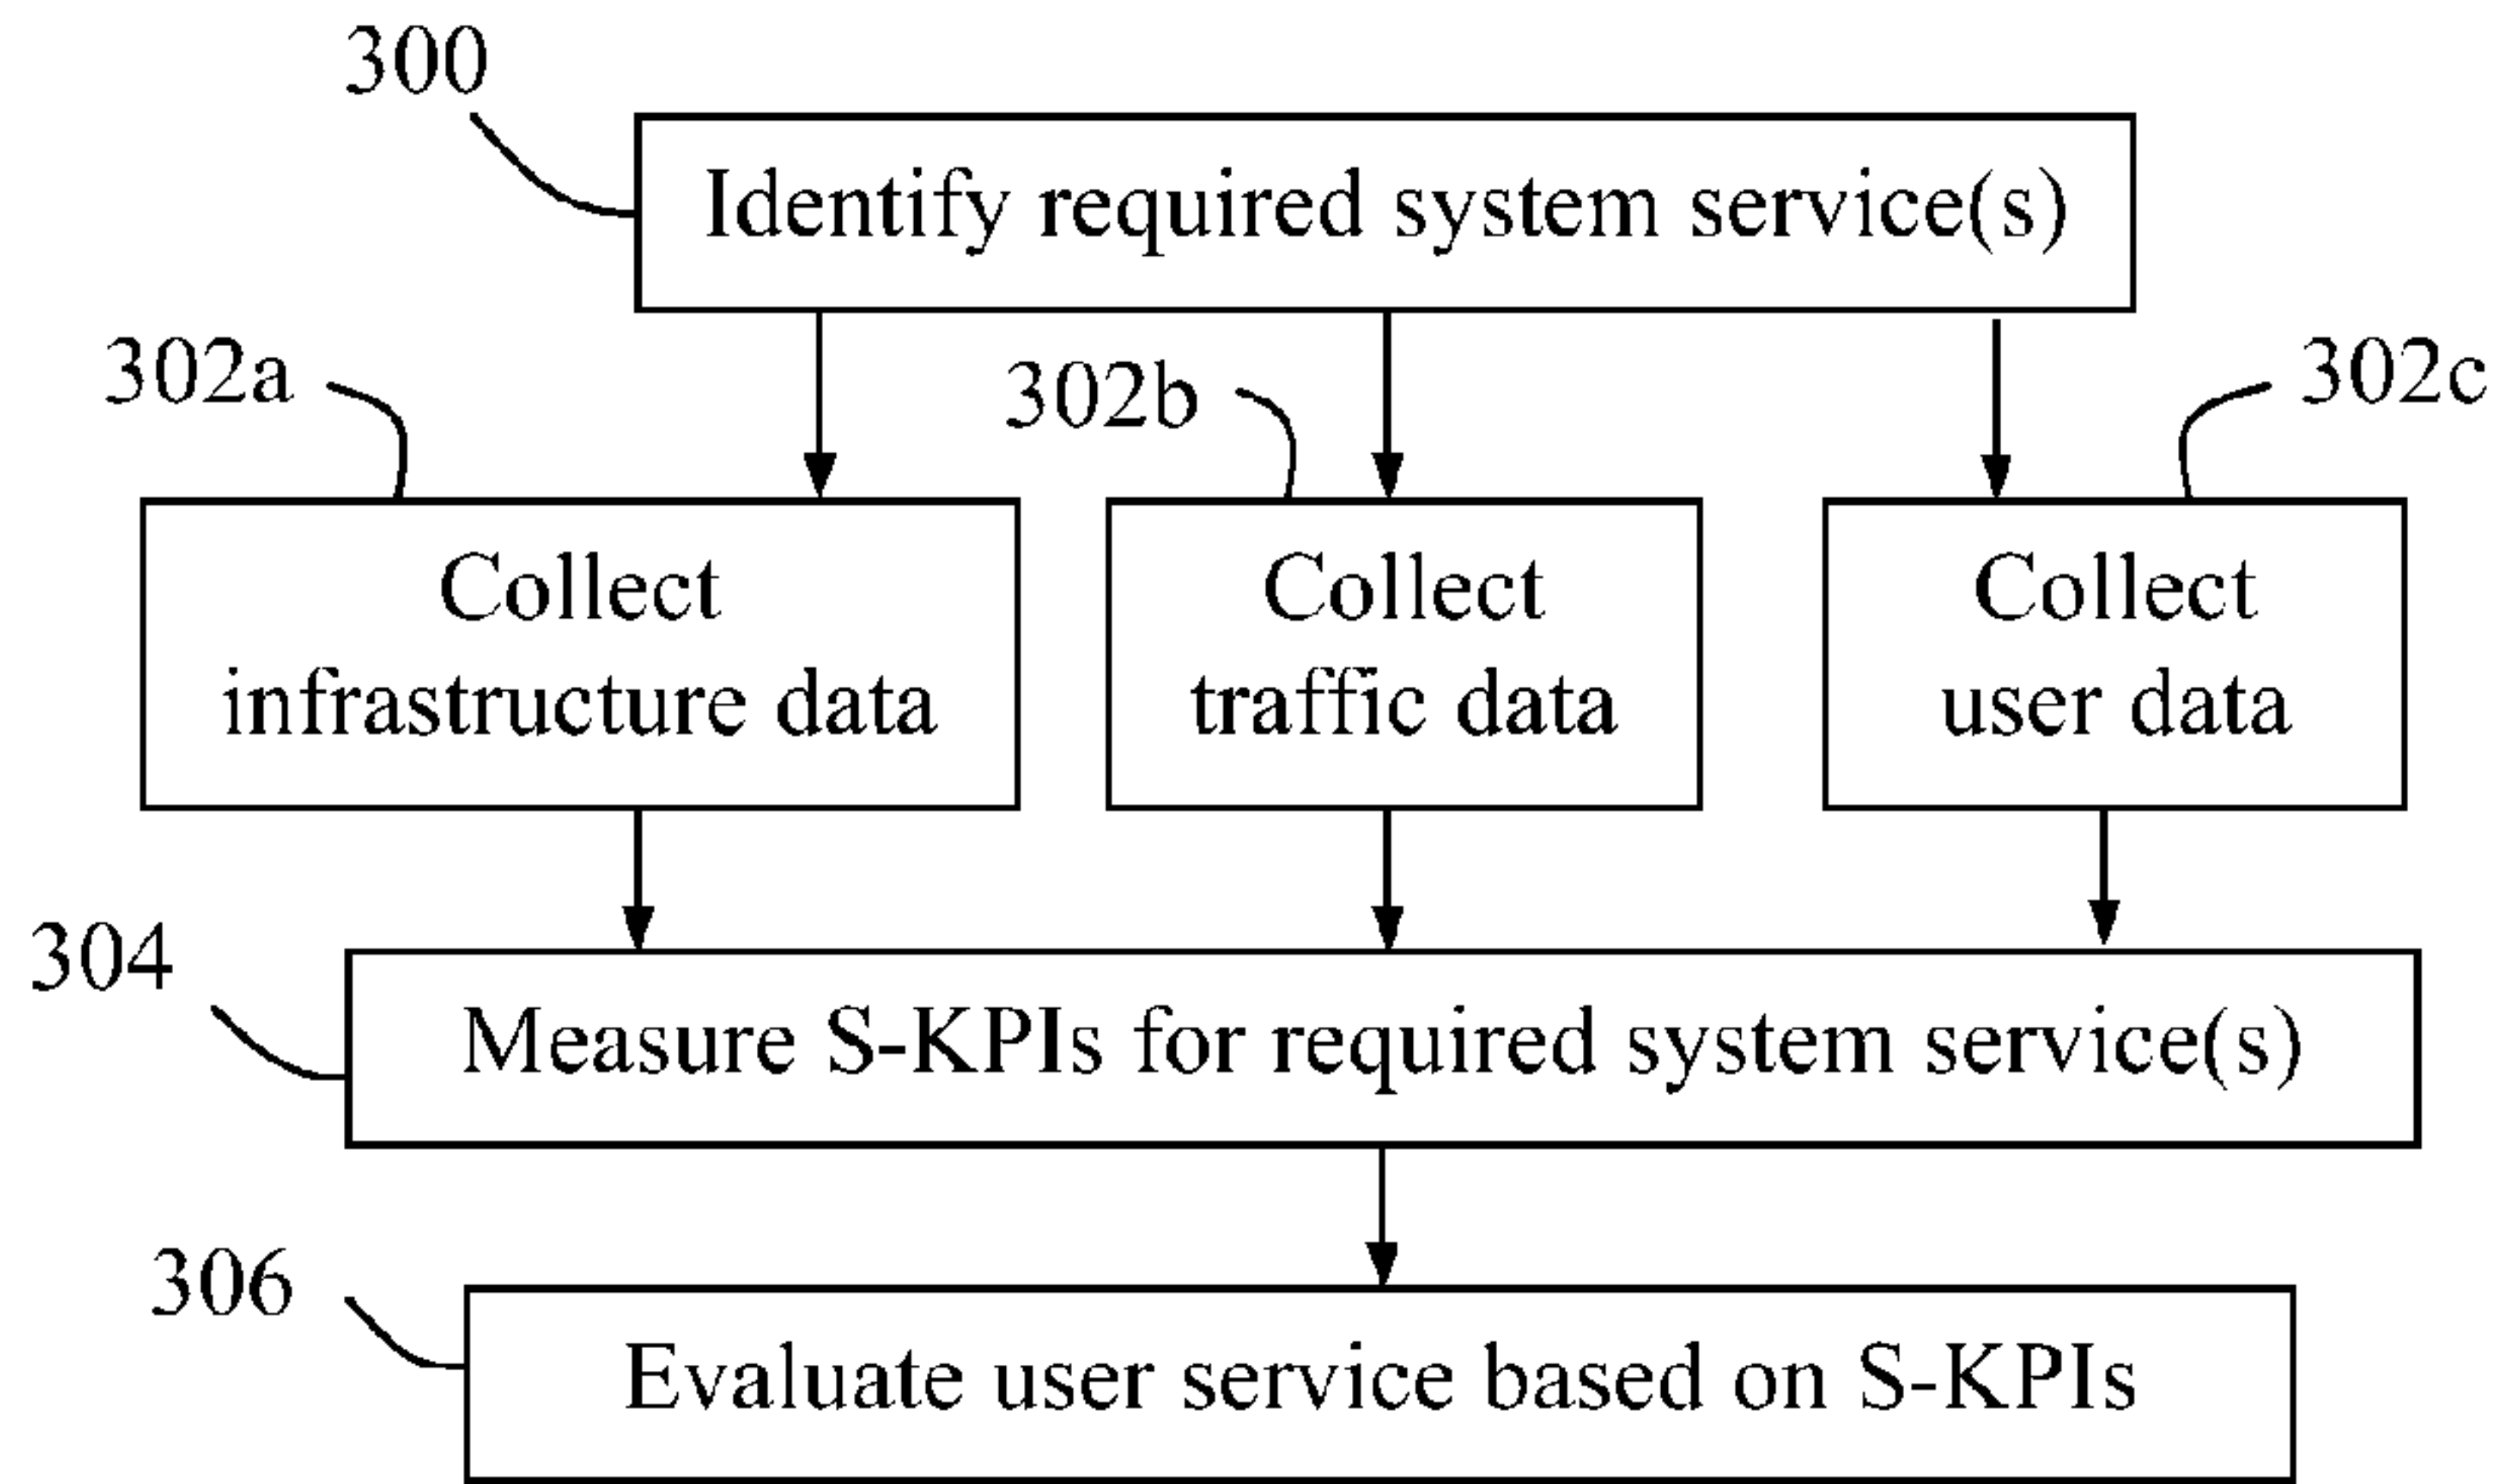 300
Identify required system service(s)
302a
302b
302c
Collect
infrastructure data
Collect
traffic data
Collect
user data
304
Measure S-KPIs for required system service(s)
306
Evaluate user service based on S-KPIs